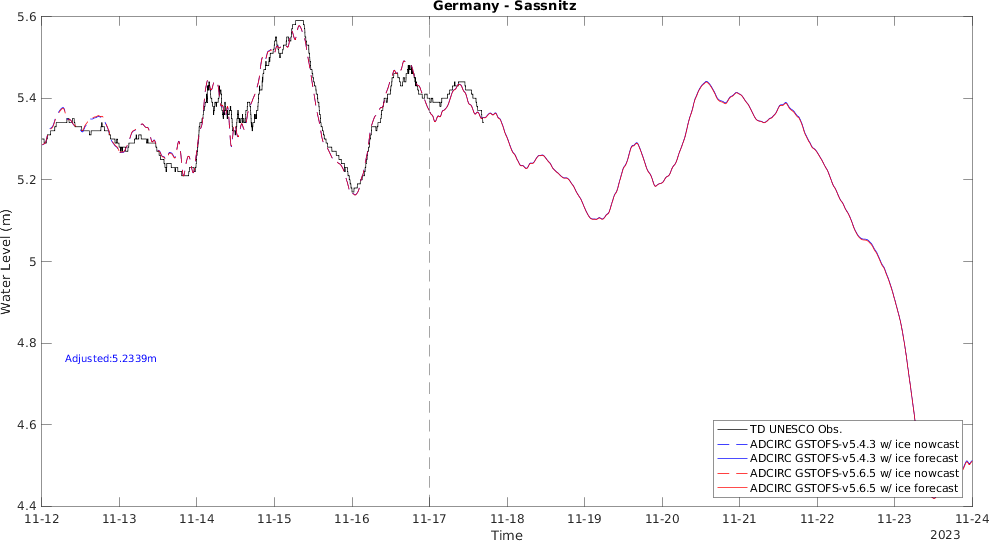 Germany - Sassnitz
5.6
5.4
5.2
5
4.8
4.6
4.4
Water Level (m)
Adjusted:5.2339m
TD UNESCO Obs.
ADCIRC GSTOFS-v5.4.3 w/ ice nowcast
ADCIRC GSTOFS-v5.4.3 w/ ice forecast
ADCIRC GSTOFS-v5.6.5 w/ ice nowcast
ADCIRC GSTOFS-v5.6.5 w/ ice forecast
11-12 11-13 11-14 11-15 11-16 11-17 11-18 11-19 11-20 11-21 11-22 11-23 11-24
Time
2023